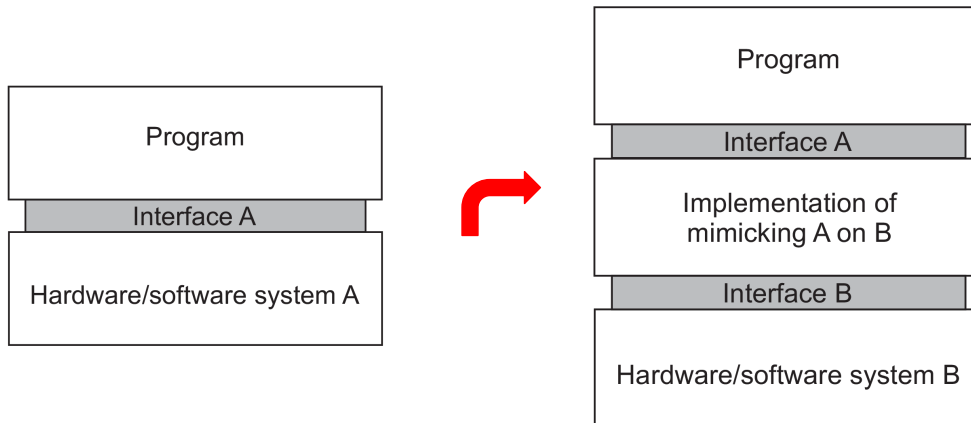 Program
Interface A
Hardware/software system A
Program
Interface A
Implementation of
mimicking A on B
Interface B
Hardware/software system B